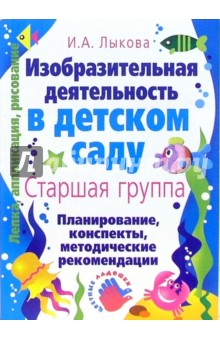 И.А. Лыкова
Лепка, аппликация, рисование
Изобразительная
деятельность
в детском
саду
Старшая группа
Планирование,
конспекты,
методические
рекомендации
цветные ладошки